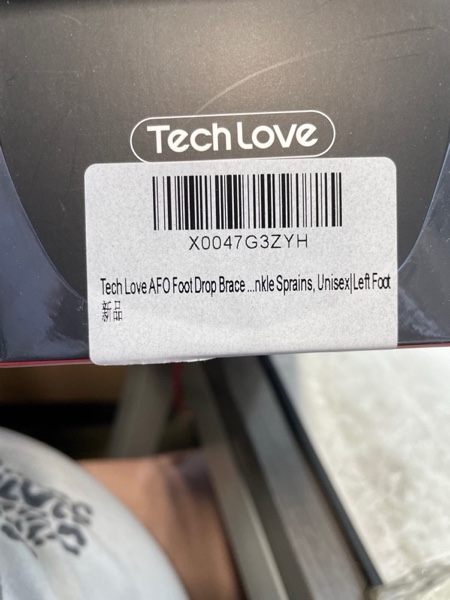 TechLove
X0047G3ZYH
Tech Love AFO Foot Drop Brace ...nkle Sprains, Unisex|Left Foot
新品